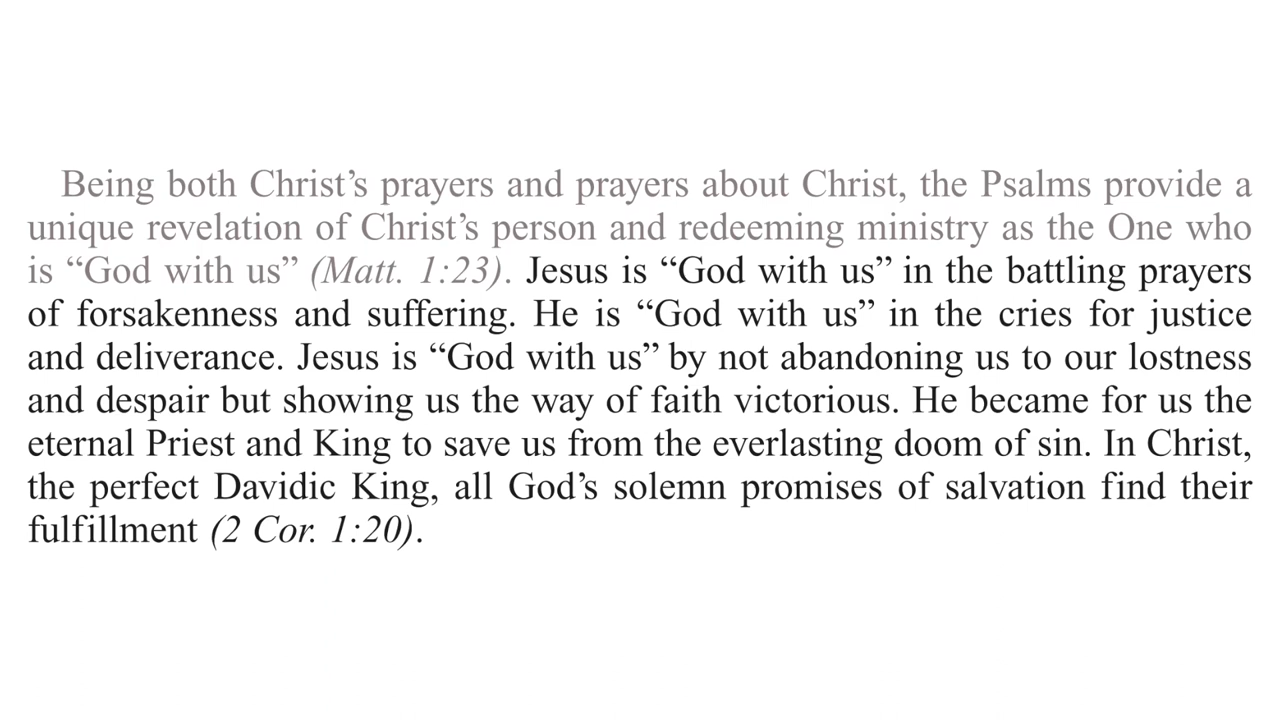 Being both Christ’s prayers and prayers about Christ, the Psalms provide a
unique revelation of Christ’s person and redeeming ministry as the One who
is “God with us” (Matt. 1:23). Jesus is “God with us” in the battling prayers
of forsakenness and suffering. He is “God with us” in the cries for justice
and deliverance. Jesus is “God with us” by not abandoning us to our lostness
and despair but showing us the way of faith victorious. He became for us the
eternal Priest and King to save us from the everlasting doom of sin. In Christ,
the perfect Davidic King, all God’s solemn promises of salvation find their
fulfillment (2 Cor. 1:20).